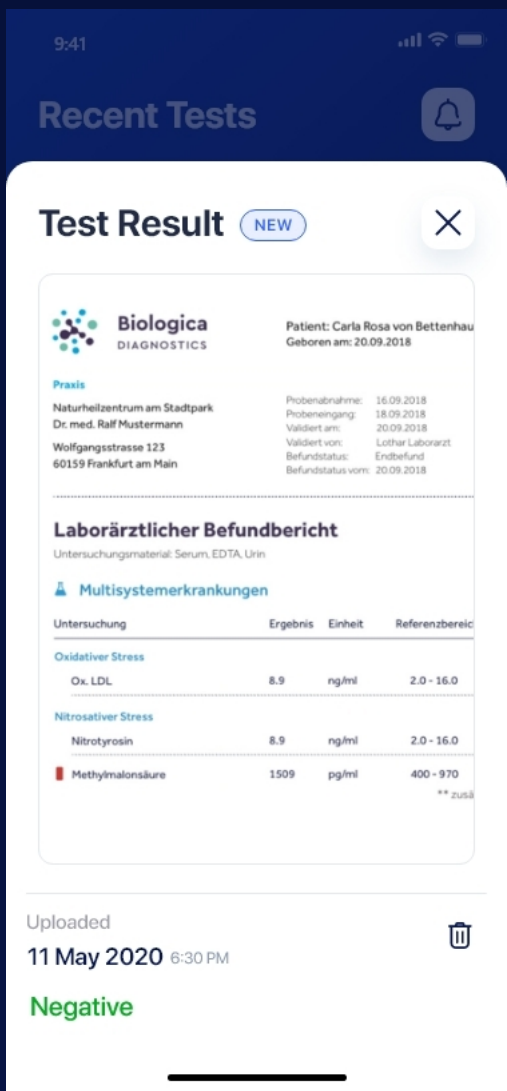 9:41
Recent Tests
Test Result NEW
Biologica
DIAGNOSTICS
Patient: Carla Rosa von Bettenhau
Geboren am: 20.09.2018
Praxis
Naturheilzentrum am Stadtpark
Dr. med. Ralf Mustermann
Wolfgangsstrasse 123
60159 Frankfurt am Main
Probenabnahme: 16.09.2018
Probeneingang: 18.09.2018
Validiert am: 20.09.2018
Validiert von: Lothar Laborarzt
Befundstatus: Endbefund
Befundstatus vom: 20.09.2018
Laborärztlicher Befundbericht
Untersuchungsmaterial: Serum, EDTA, Urin
Multisystemerkrankungen
Untersuchung Ergebnis Einheit Referenzbereic
Oxidativer Stress
Ox. LDL 8.9 ng/ml 2.0 - 16.0
Nitrosativer Stress
Nitrotyrosin 8.9 ng/ml 2.0 - 16.0
Methylmalonsäure 1509 pg/ml 400 - 970
** zusä
Uploaded
11 May 2020 6:30 PM
Negative